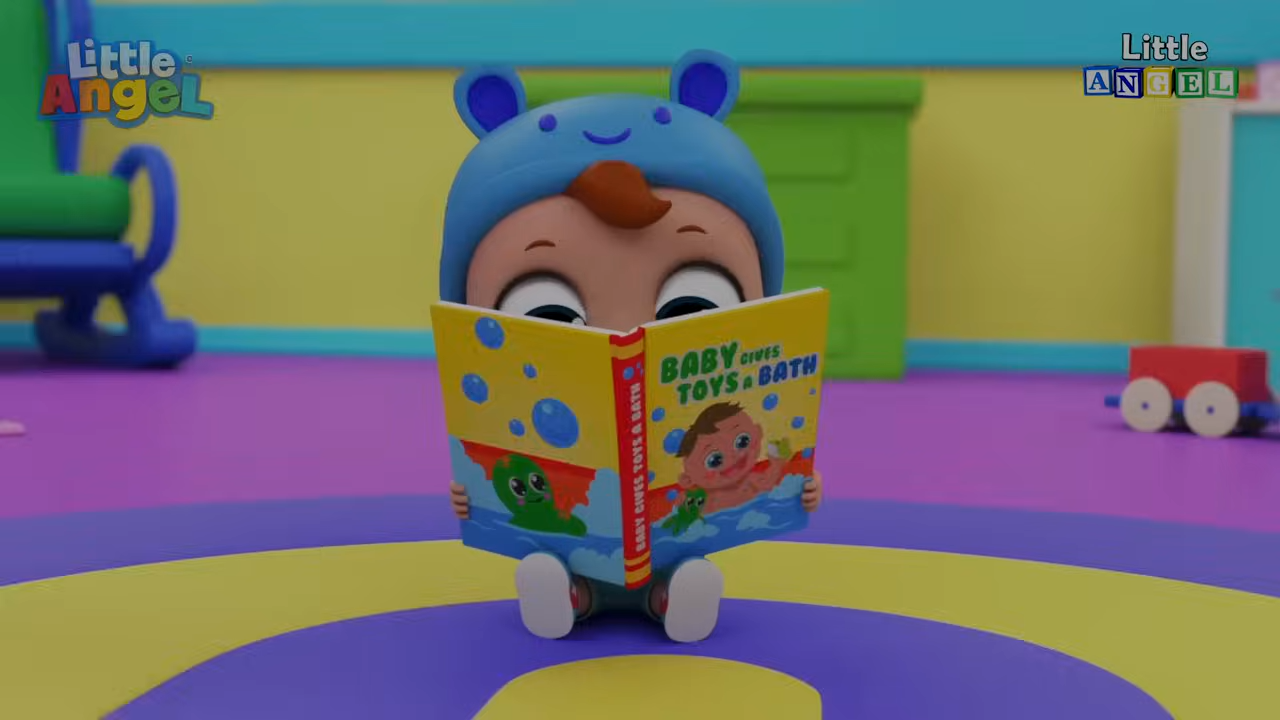 Little
Angel
Little
ANGEL
BABY GIVES
TOYS A BATH
BABY GIVES TOYS A BATH